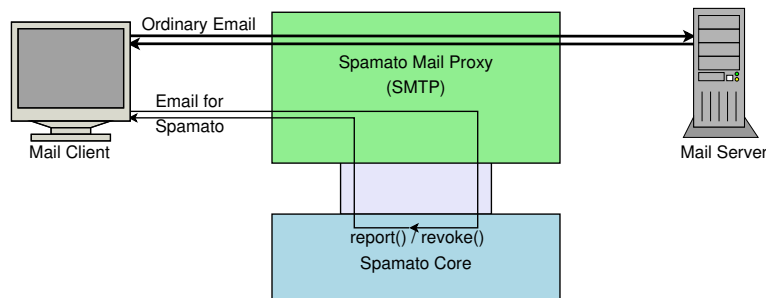 Ordinary Email
Spamato Mail Proxy
(SMTP)
Email for
Spamato
Mail Client
Mail Server
report() / revoke()
Spamato Core